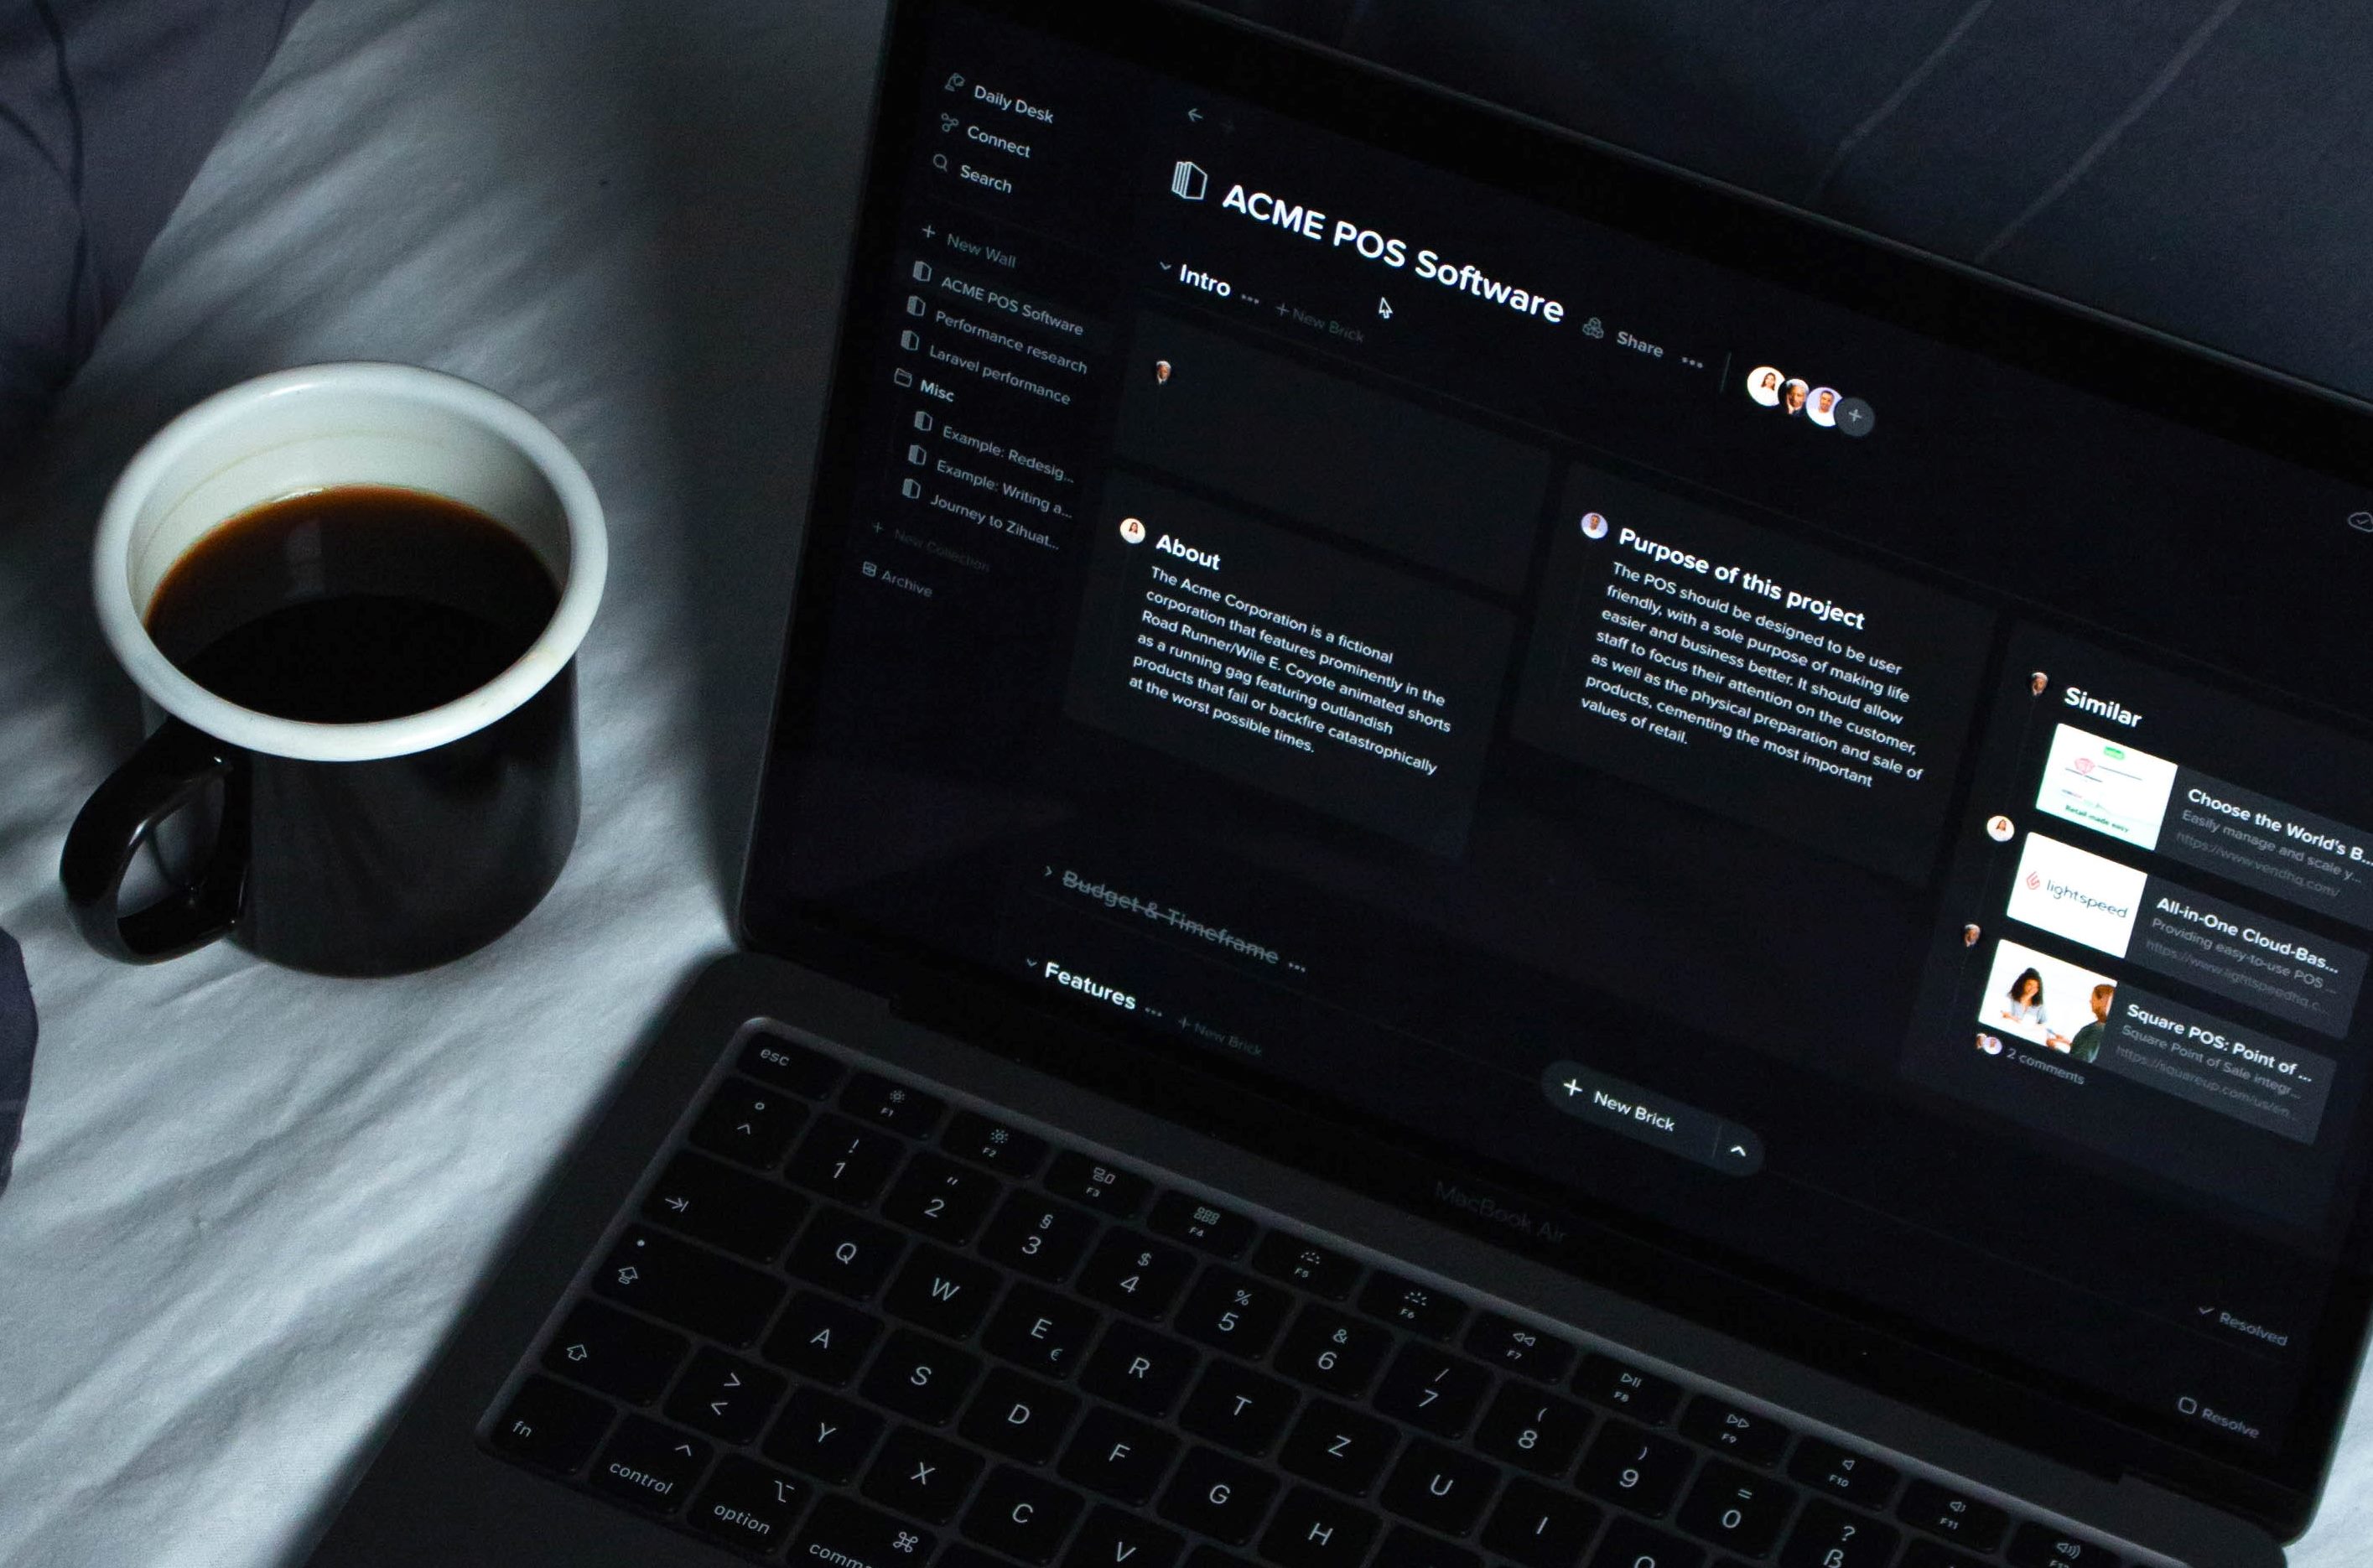 Daily Desk
Connect
Search
+ New Wall
ACME POS Software
Performance research
Laravel performance
Misc
Example: Redesig...
Example: Writing a...
Journey to Zihuat...
+ New Collection
Archive
ACME POS Software
Share ...
+
Intro ...
+ New Brick
About
The Acme Corporation is a fictional
corporation that features prominently in the
Road Runner/Wile E. Coyote animated shorts
as a running gag featuring outlandish
products that fail or backfire catastrophically
at the worst possible times.
Purpose of this project
The POS should be designed to be user
friendly, with a sole purpose of making life
easier and business better. It should allow
staff to focus their attention on the customer,
as well as the physical preparation and sale of
products, cementing the most important
values of retail.
Similar
Retail made easy
Choose the World's B...
Easily manage and scale y...
https://www.vendhq.com/
lightspeed
All-in-One Cloud-Bas...
Providing easy-to-use POS ...
https://www.lightspeedhq.c...
Square POS: Point of ...
Square Point of Sale integr...
https://squareup.com/us/en...
2 comments
Budget & Timeframe ...
Features ...
+ New Brick
+ New Brick
Resolved
Resolve
MacBook Air
esc
F1
F2
F3
F4
F5
F6
F7
F8
F9
F10
F11
F12
° ^
! 1
" 2
§ 3
$ 4
% 5
& 6
/ 7
( 8
) 9
= 0
? ß
Q
W
E €
R
T
Z
U
I
O
A
S
D
F
G
H
> <
Y
X
C
V
fn
control
option
⌘